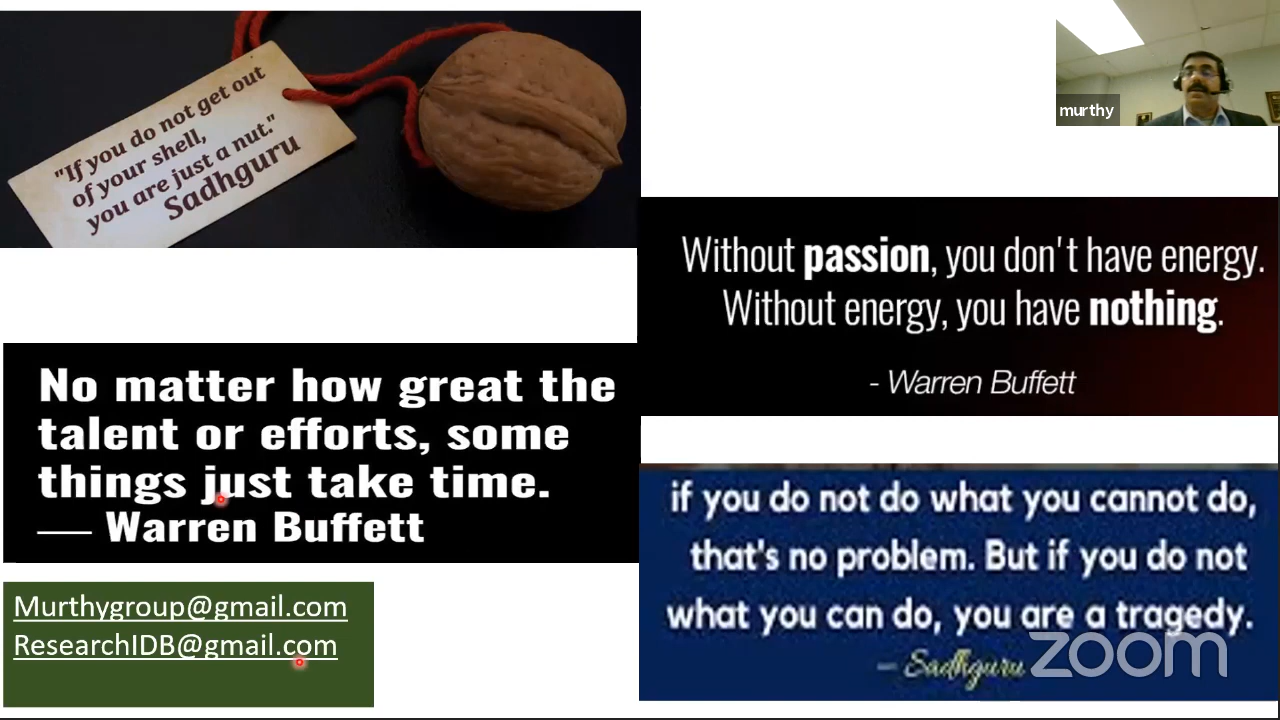 "If you do not get out
of your shell,
you are just a nut."
Sadhguru
murthy
Without passion, you don't have energy.
Without energy, you have nothing.
- Warren Buffett
No matter how great the
talent or efforts, some
things just take time.
—— Warren Buffett
if you do not do what you cannot do,
that's no problem. But if you do not
what you can do, you are a tragedy.
— Sadhguru
zoom
Murthygroup@gmail.com
ResearchIDB@gmail.com